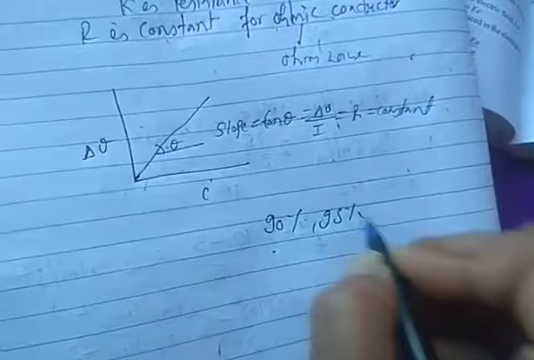 R is constant for ohmic conductor
ohm's law
Δv
θ
Slope = tanθ = Δv/I = R = constant
C
90%, 95%